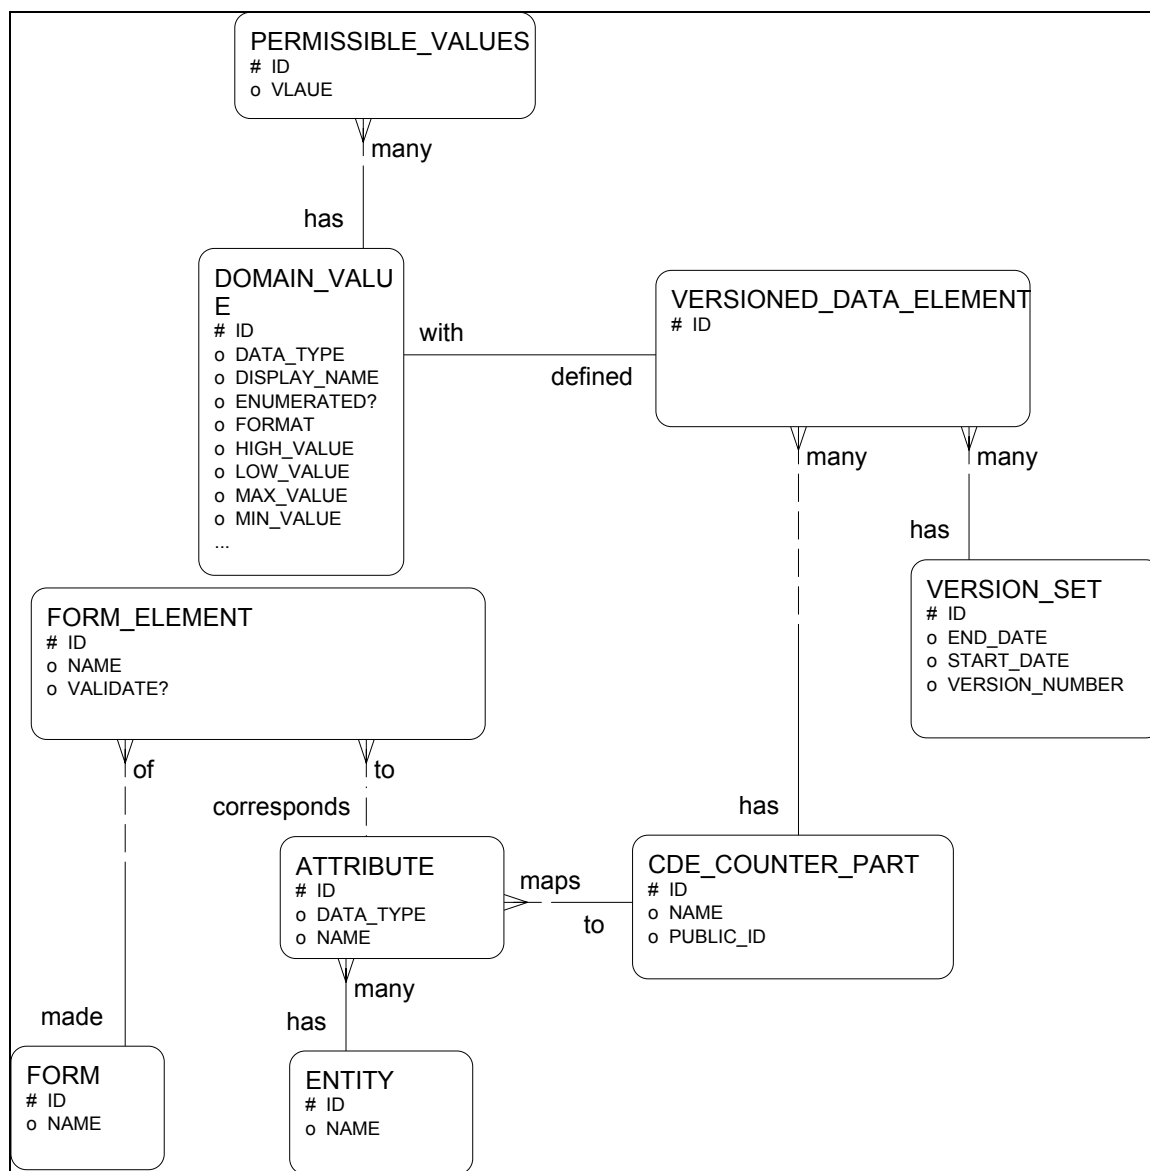 PERMISSIBLE_VALUES
# ID
o VLAUE
many
has
DOMAIN_VALU
E
# ID
o DATA_TYPE
o DISPLAY_NAME
o ENUMERATED?
o FORMAT
o HIGH_VALUE
o LOW_VALUE
o MAX_VALUE
o MIN_VALUE
...
with
defined
VERSIONED_DATA_ELEMENT
# ID
many
many
has
VERSION_SET
# ID
o END_DATE
o START_DATE
o VERSION_NUMBER
FORM_ELEMENT
# ID
o NAME
o VALIDATE?
of
to
corresponds
has
ATTRIBUTE
# ID
o DATA_TYPE
o NAME
maps
to
CDE_COUNTER_PART
# ID
o NAME
o PUBLIC_ID
many
made
has
FORM
# ID
o NAME
ENTITY
# ID
o NAME